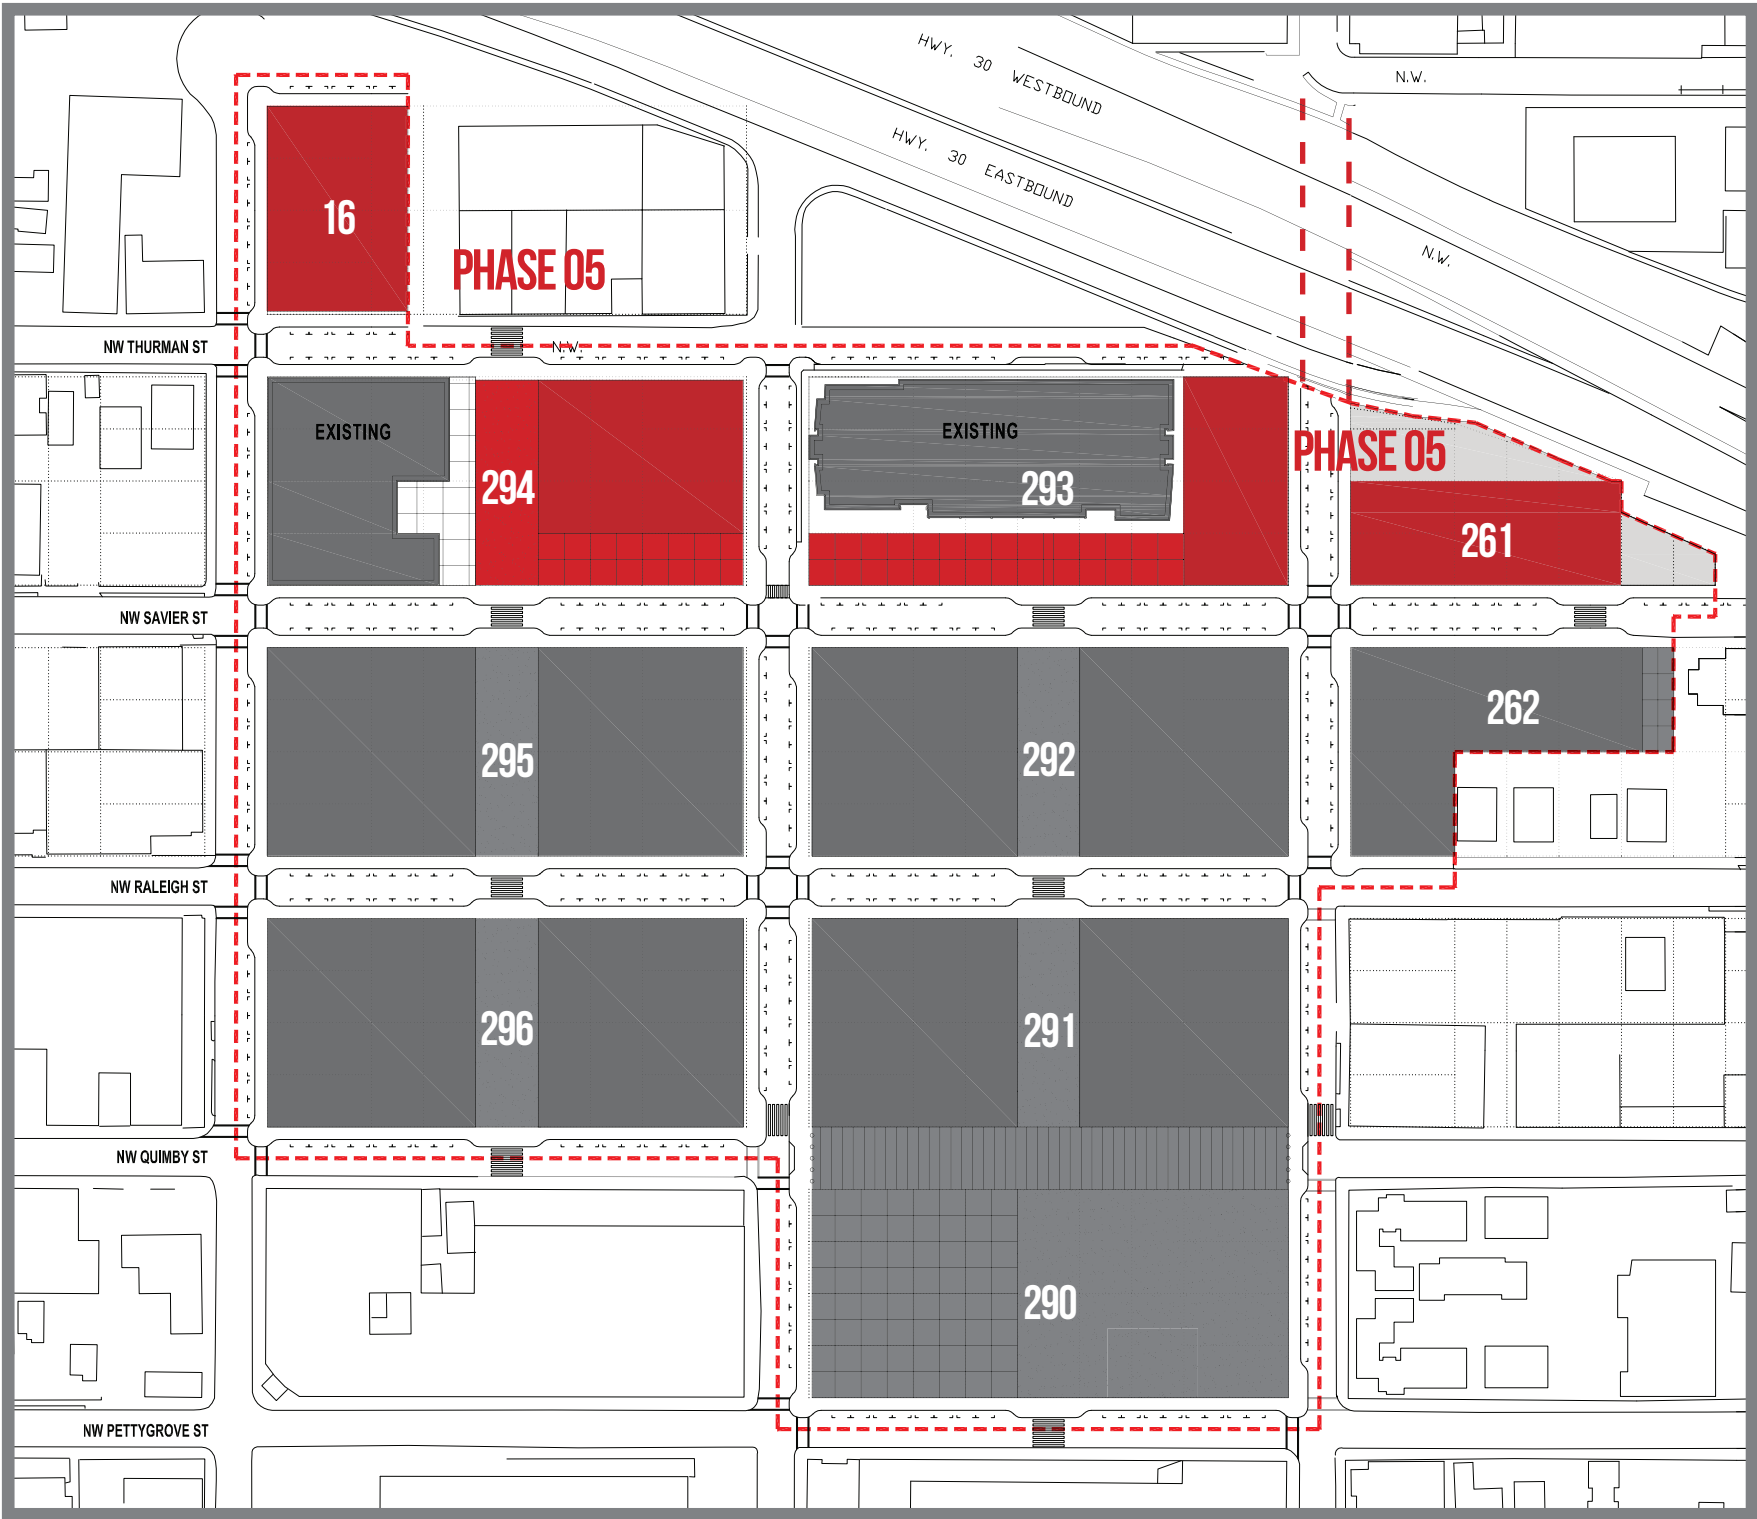 HWY. 30 WESTBOUND
N.W.
HWY. 30 EASTBOUND
16
N.W.
PHASE 05
NW THURMAN ST
N.W.
EXISTING
EXISTING
PHASE 05
294
293
261
NW SAVIER ST
262
295
292
NW RALEIGH ST
296
291
NW QUIMBY ST
290
NW PETTYGROVE ST